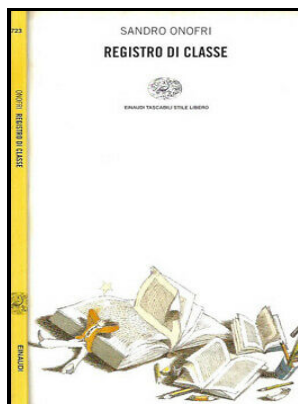 723
ONOFRI REGISTRO DI CLASSE
EINAUDI
SANDRO ONOFRI
REGISTRO DI CLASSE
EINAUDI TASCABILI STILE LIBERO